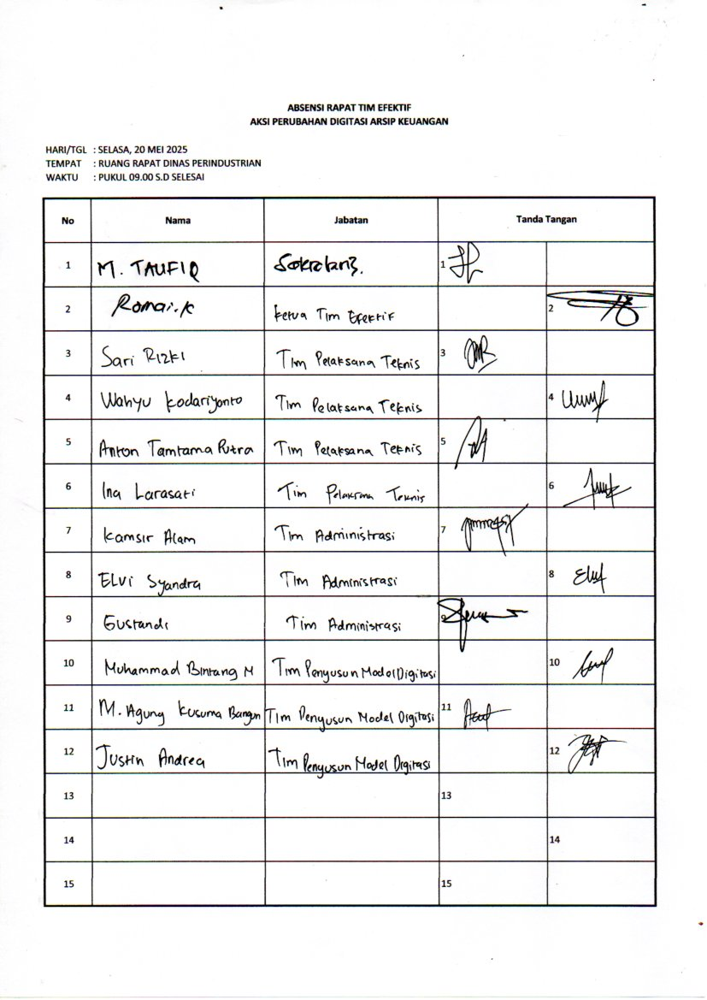 ABSENSI RAPAT TIM EFEKTIF
AKSI PERUBAHAN DIGITASI ARSIP KEUANGAN
HARI/TGL : SELASA, 20 MEI 2025
TEMPAT : RUANG RAPAT DINAS PERINDUSTRIAN
WAKTU : PUKUL 09.00 S.D SELESAI
No Nama Jabatan Tanda Tangan
1 M. TAUFIQ Sekretaris. 1
2 Romai.K Ketua Tim Efektif 2
3 Sari Rizki Tim Pelaksana Teknis 3
4 Wahyu Kodariyonto Tim Pelaksana Teknis 4
5 Anton Tamtama Putra Tim Pelaksana Teknis 5
6 Ina Larasati Tim Pelaksana Teknis 6
7 Kamsir Alam Tim Administrasi 7
8 Elvi Syandra Tim Administrasi 8
9 Gustandi Tim Administrasi 9
10 Muhammad Bintang M Tim Penyusun Model Digitasi 10
11 M. Agung Kusuma Bangun Tim Penyusun Model Digitasi 11
12 Justin Andrea Tim Penyusun Model Digitasi 12
13 13
14 14
15 15